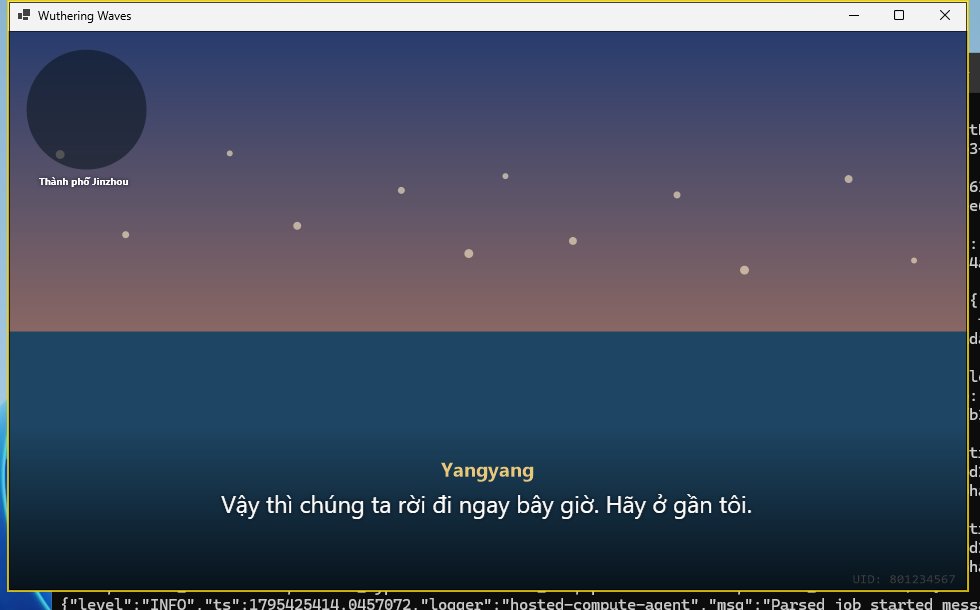 Wuthering Waves
Thành phố Jinzhou
Yangyang
Vậy thì chúng ta rời đi ngay bây giờ. Hãy ở gần tôi.
UID: 801234567
{"level":"INFO","ts":1795425414.0457072,"logger":"hosted-compute-agent","msg":"Parsed job started mes